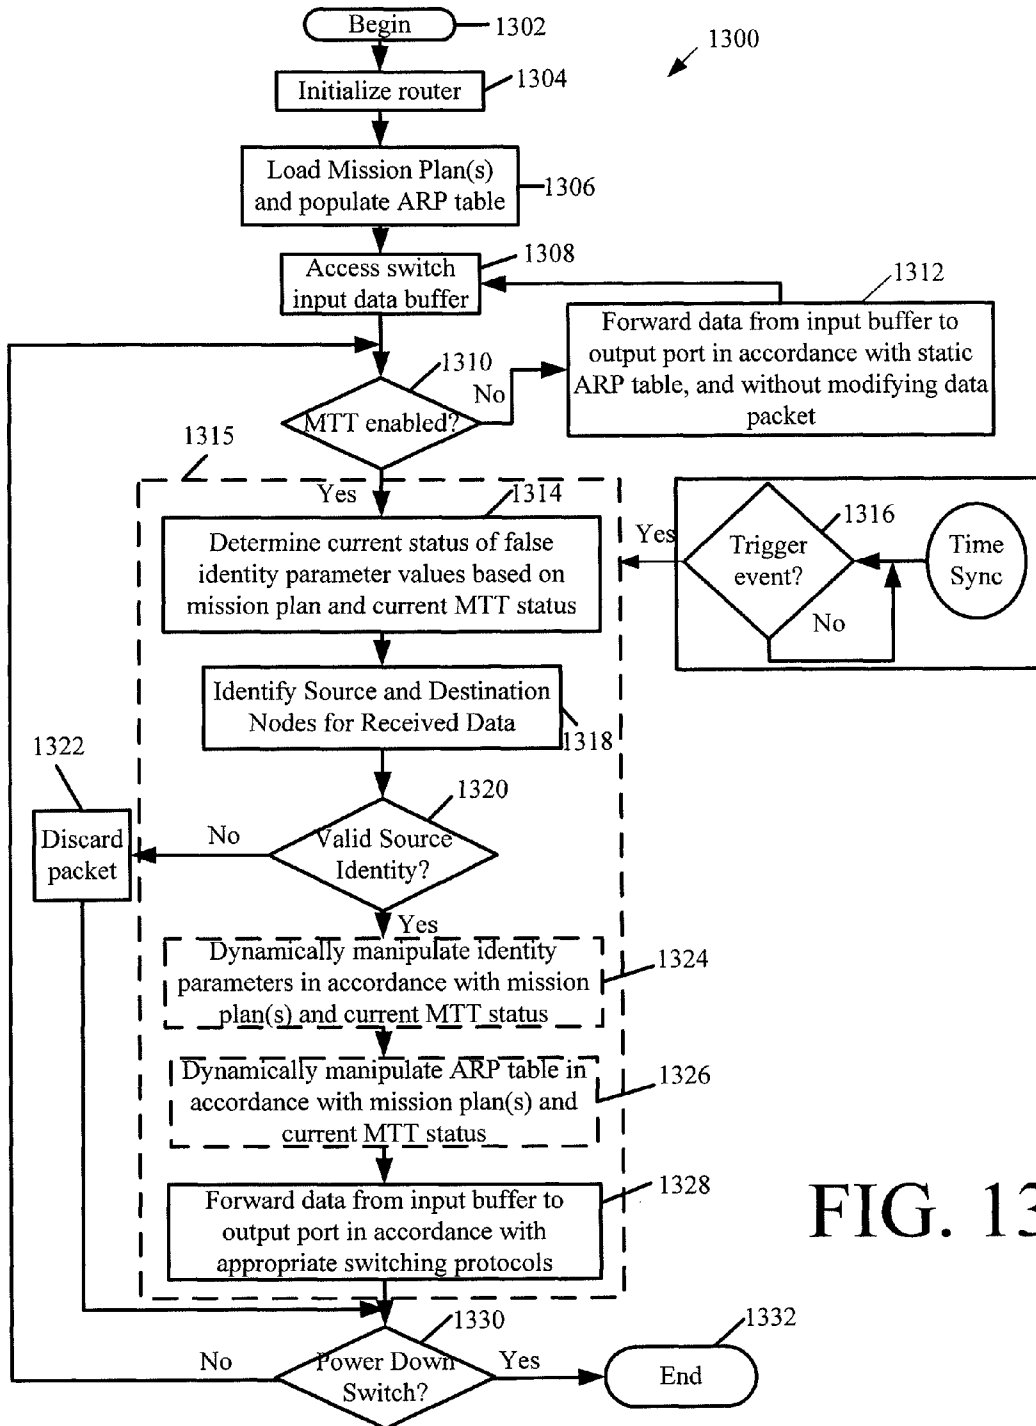 Begin
1302
1300
Initialize router
1304
Load Mission Plan(s)
and populate ARP table
1306
Access switch
input data buffer
1308
1312
Forward data from input buffer to
output port in accordance with static
ARP table, and without modifying data
packet
1310
MTT enabled?
No
1315
Yes
1314
Determine current status of false
identity parameter values based on
mission plan and current MTT status
Yes
1316
Trigger
event?
No
Time
Sync
Identify Source and Destination
Nodes for Received Data
1318
1322
Discard
packet
No
1320
Valid Source
Identity?
Yes
Dynamically manipulate identity
parameters in accordance with mission
plan(s) and current MTT status
1324
Dynamically manipulate ARP table in
accordance with mission plan(s) and
current MTT status
1326
Forward data from input buffer to
output port in accordance with
appropriate switching protocols
1328
FIG. 13
1330
No
Power Down
Switch?
Yes
1332
End